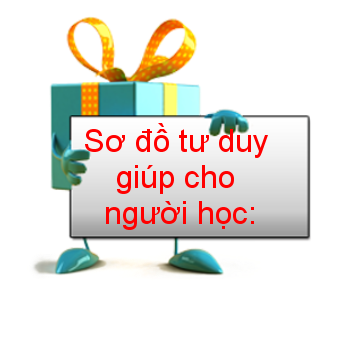 Sơ đồ tư duy
giúp cho
người học: